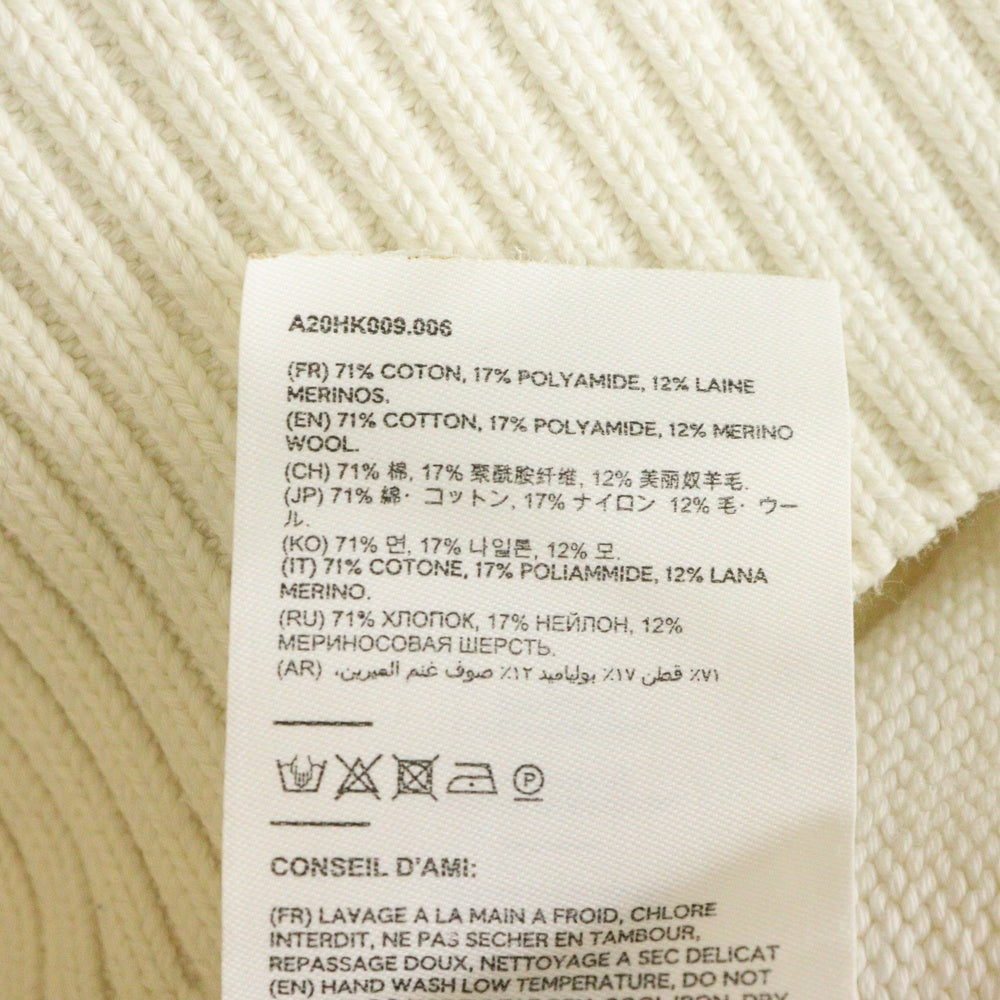 A20HK009.006
(FR) 71% COTON, 17% POLYAMIDE, 12% LAINE
MERINOS.
(EN) 71% COTTON, 17% POLYAMIDE, 12% MERINO
WOOL.
(CH) 71% 棉, 17% 聚酰胺纤维, 12% 美丽奴羊毛.
(JP) 71% 綿・コットン, 17% ナイロン 12% 毛・ウー
ル.
(KO) 71% 면, 17% 나일론, 12% 모.
(IT) 71% COTONE, 17% POLIAMMIDE, 12% LANA
MERINO.
(RU) 71% ХЛОПОК, 17% НЕЙЛОН, 12%
МЕРИНОСОВАЯ ШЕРСТЬ.
(AR) ٧١٪ قطن ١٧٪ بولياميد ١٢٪ صوف غنم الميرين،
P
CONSEIL D'AMI:
(FR) LAVAGE A LA MAIN A FROID, CHLORE
INTERDIT, NE PAS SECHER EN TAMBOUR,
REPASSAGE DOUX, NETTOYAGE A SEC DELICAT
(EN) HAND WASH LOW TEMPERATURE, DO NOT